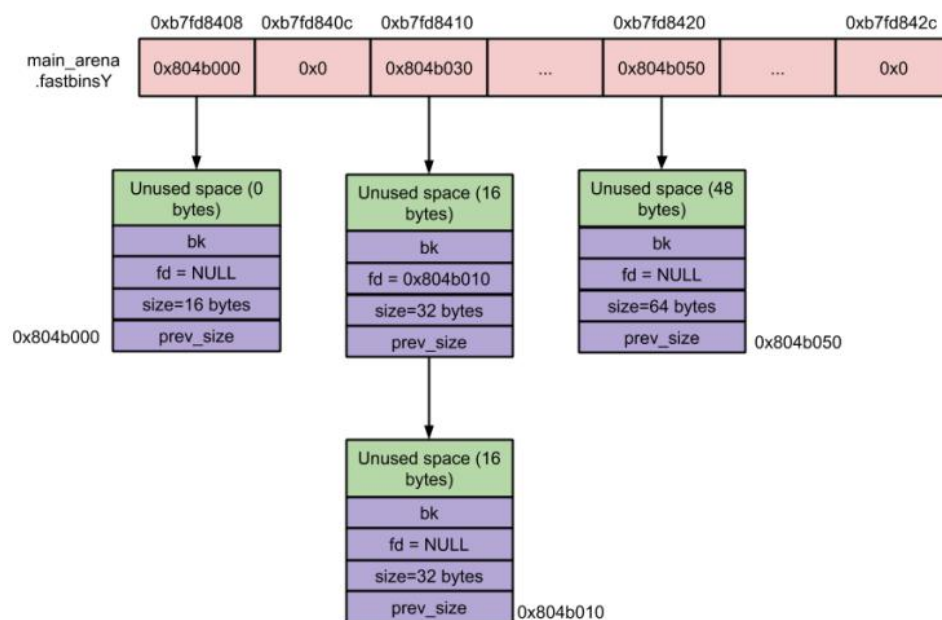 0xb7fd8408 0xb7fd840c 0xb7fd8410 0xb7fd8420 0xb7fd842c
main_arena
.fastbinsY
0x804b000 0x0 0x804b030 ... 0x804b050 ... 0x0
Unused space (0
bytes)
bk
fd = NULL
size=16 bytes
prev_size
0x804b000
Unused space (16
bytes)
bk
fd = 0x804b010
size=32 bytes
prev_size
Unused space (48
bytes)
bk
fd = NULL
size=64 bytes
prev_size
0x804b050
Unused space (16
bytes)
bk
fd = NULL
size=32 bytes
prev_size
0x804b010